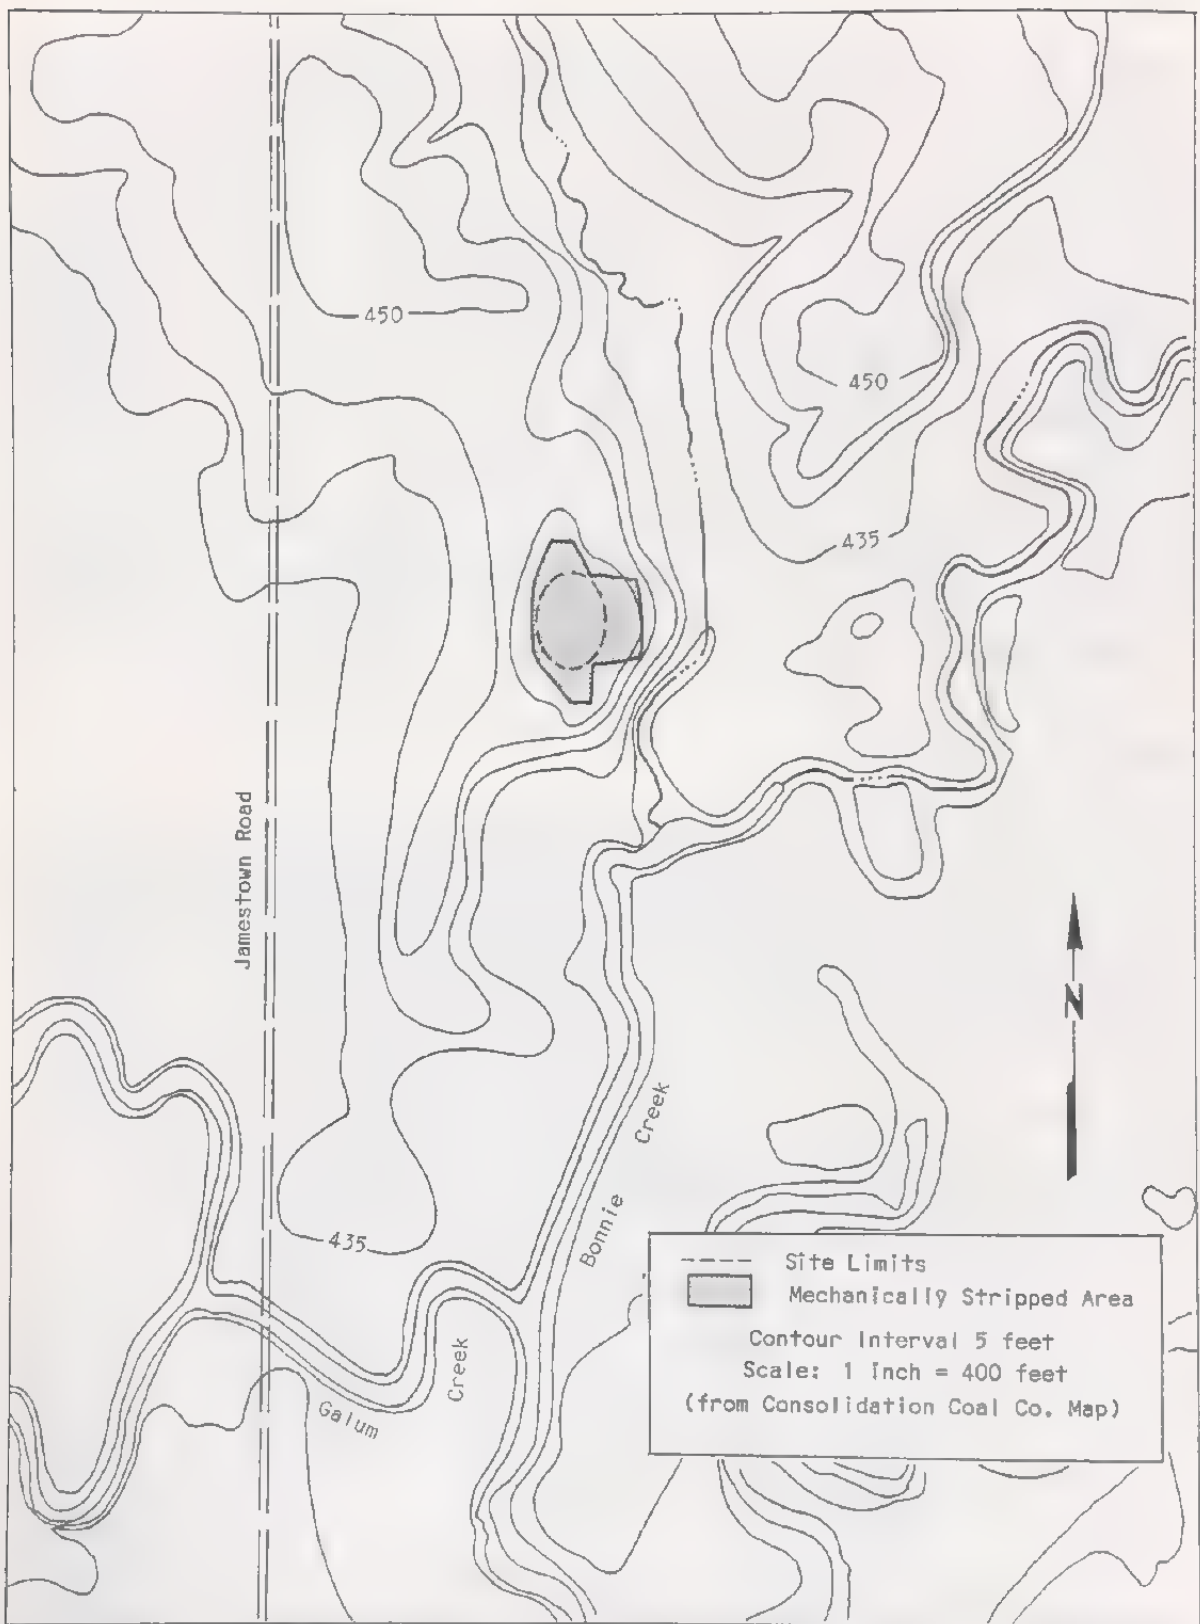 450
450
435
Jamestown Road
N
Creek
Bonnie
435
Creek
Galum
Site Limits
Mechanically Stripped Area
Contour Interval 5 feet
Scale: 1 Inch = 400 feet
(from Consolidation Coal Co. Map)